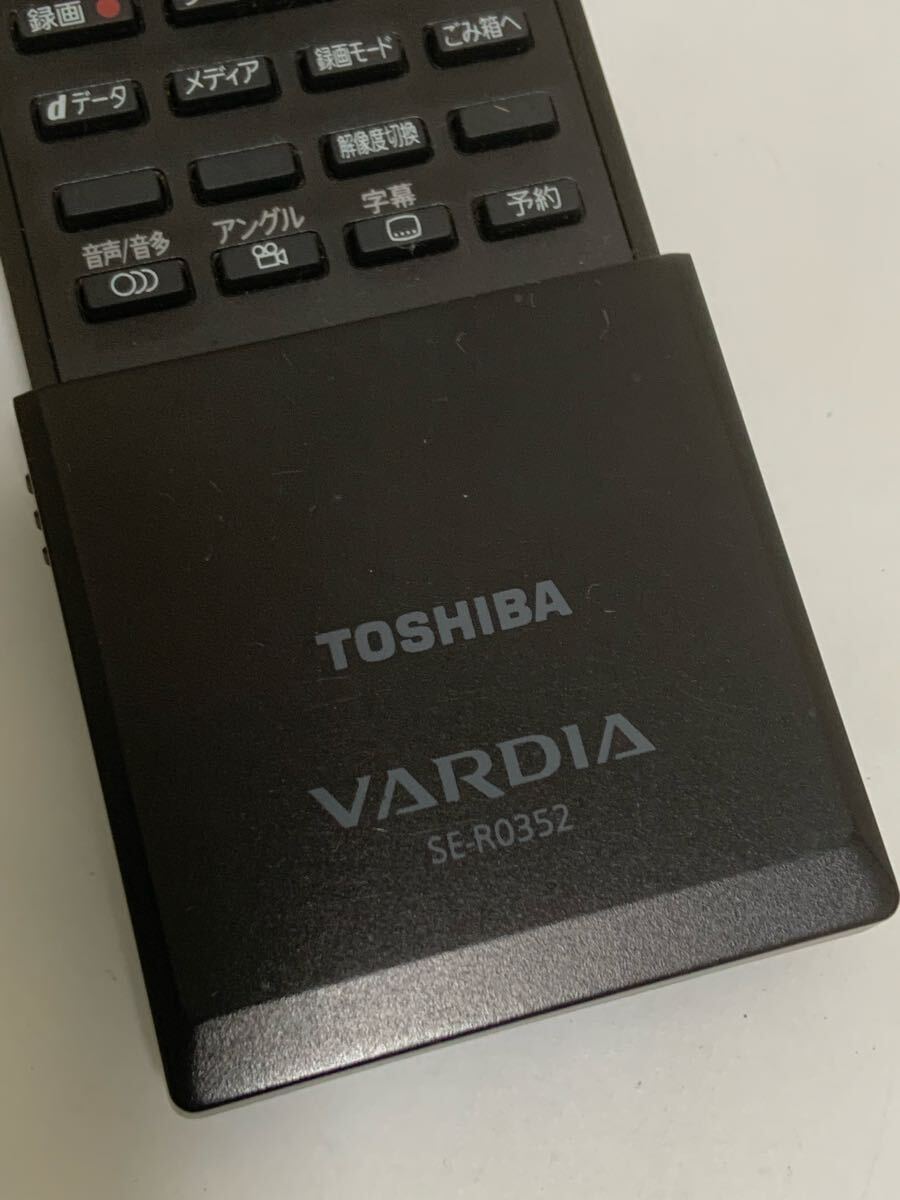 録画
ごみ箱へ
録画モード
メディア
dデータ
解像度切換
予約
字幕
アングル
音声/音多
TOSHIBA
VARDIA
SE-R0352